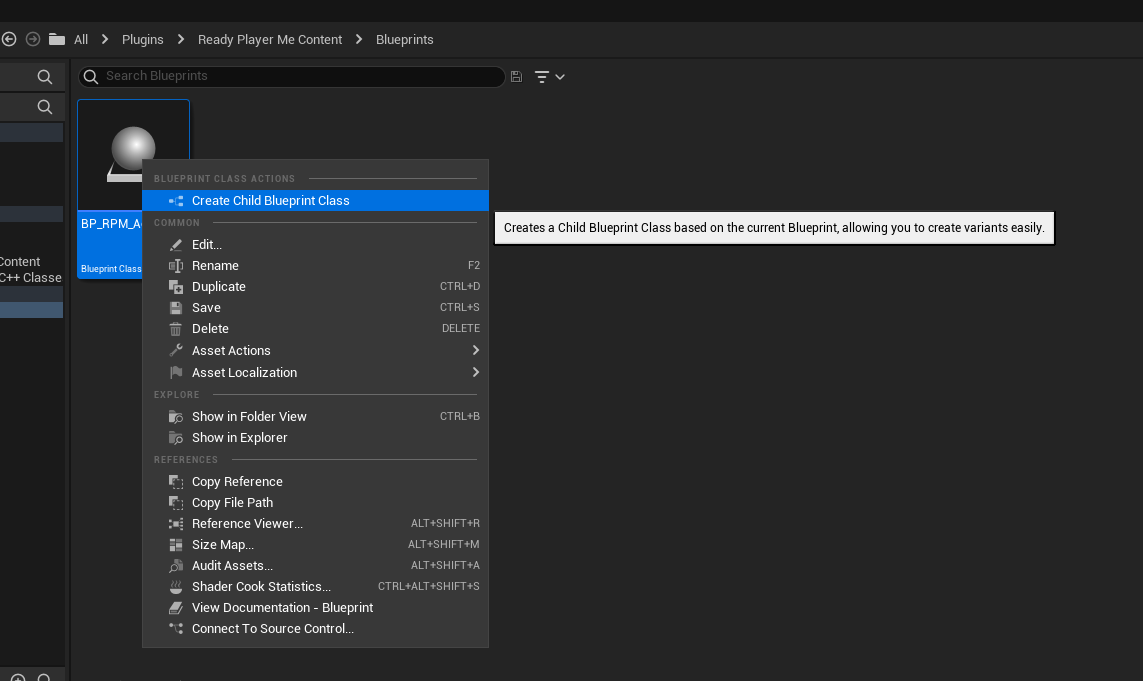 All Plugins Ready Player Me Content Blueprints
Search Blueprints
BLUEPRINT CLASS ACTIONS
Create Child Blueprint Class
Creates a Child Blueprint Class based on the current Blueprint, allowing you to create variants easily.
COMMON
BP_RPM_A
Edit...
Rename F2
Duplicate CTRL+D
Save CTRL+S
Delete DELETE
Asset Actions
Asset Localization
Blueprint Class
Content
C++ Classe
EXPLORE
Show in Folder View CTRL+B
Show in Explorer
REFERENCES
Copy Reference
Copy File Path
Reference Viewer... ALT+SHIFT+R
Size Map... ALT+SHIFT+M
Audit Assets... ALT+SHIFT+A
Shader Cook Statistics... CTRL+ALT+SHIFT+S
View Documentation - Blueprint
Connect To Source Control...